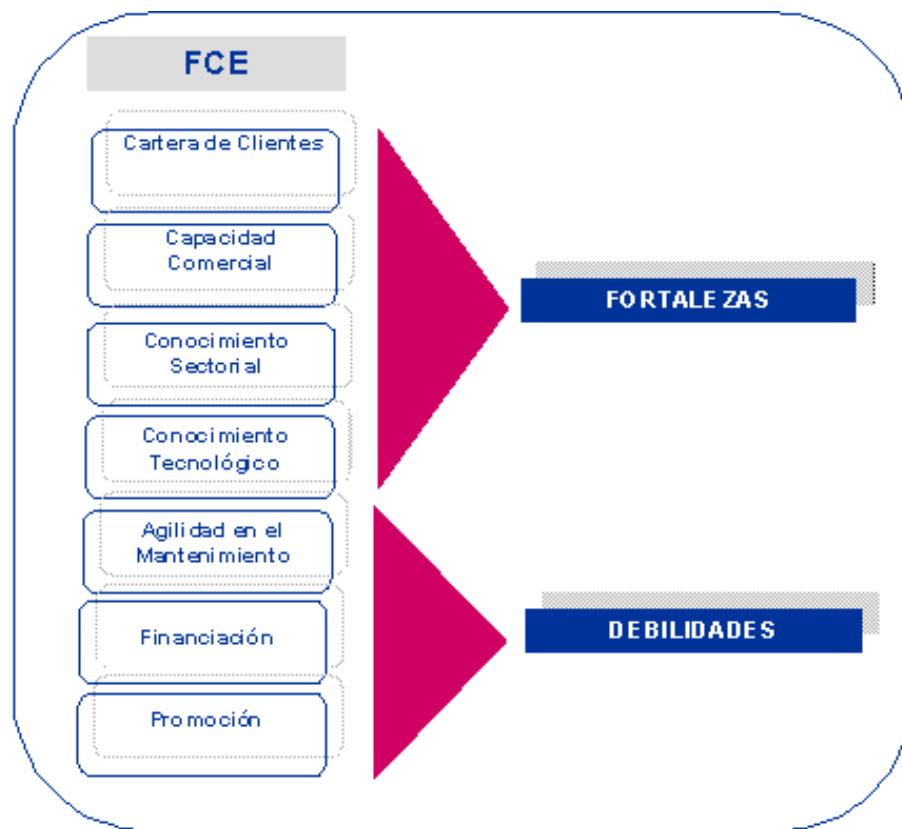 FCE
Cartera de Clientes
Capacidad
Comercial
Conocimiento
Sectorial
Conocimiento
Tecnológico
Agilidad en el
Mantenimiento
Financiación
Promoción
FORTALEZAS
DEBILIDADES